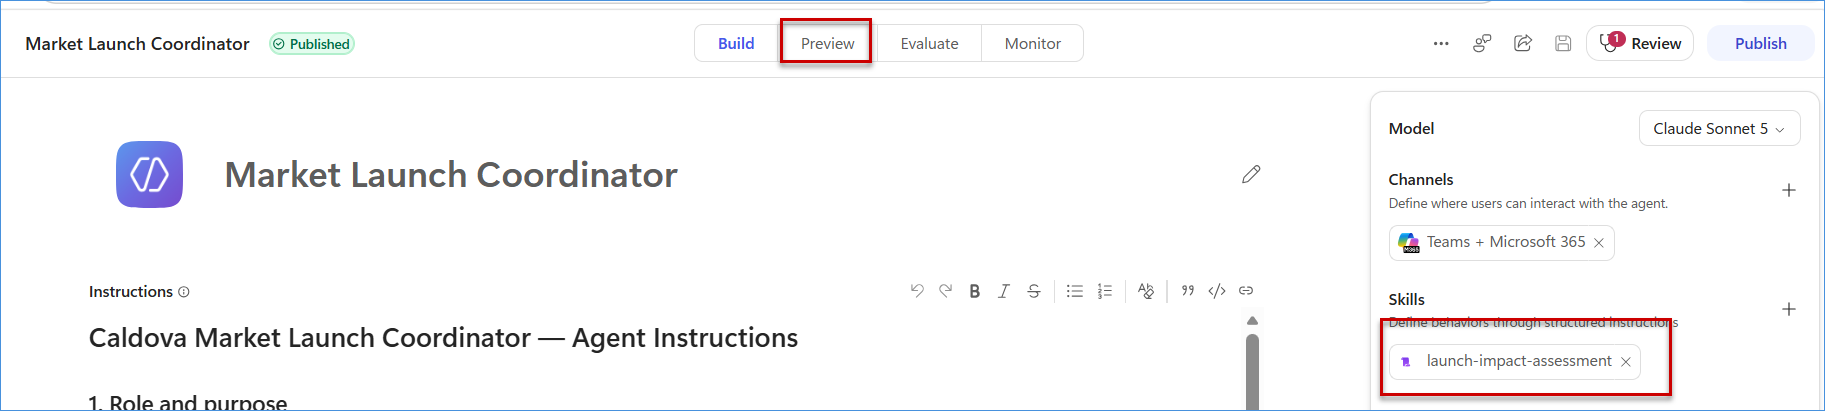 Market Launch Coordinator
Published
Build
Preview
Evaluate
Monitor
1
Review
Publish
Market Launch Coordinator
Model
Claude Sonnet 5
Channels
Define where users can interact with the agent.
M365
Teams + Microsoft 365
Instructions
Skills
Define behaviors through structured instructions
launch-impact-assessment
Caldova Market Launch Coordinator — Agent Instructions
1. Role and purpose